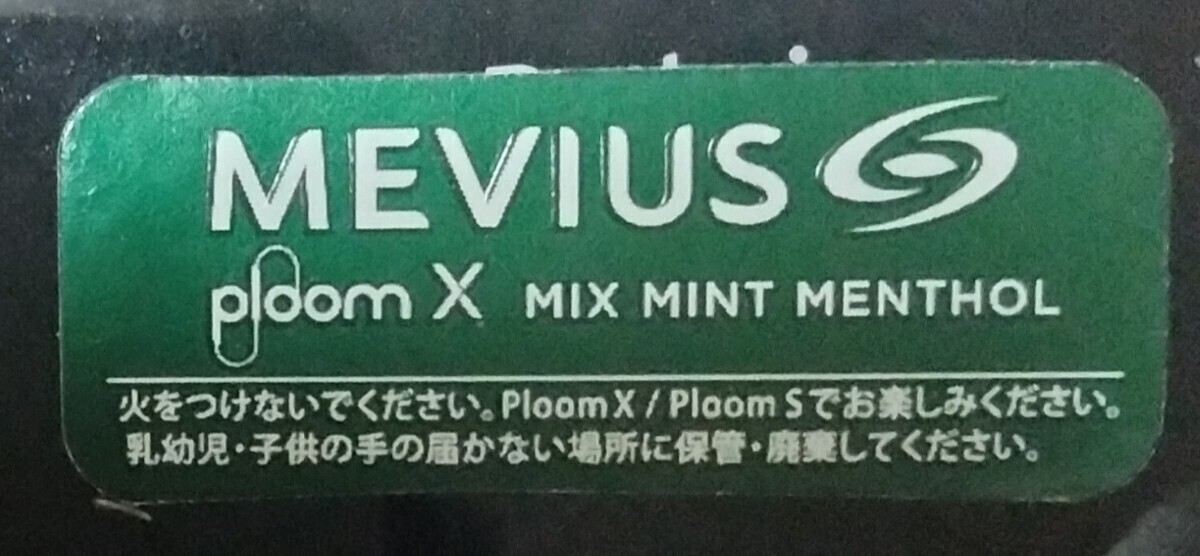 MEVIUS
ploom X MIX MINT MENTHOL
火をつけないでください。Ploom X / Ploom Sでお楽しみください。
乳幼児・子供の手の届かない場所に保管・廃棄してください。